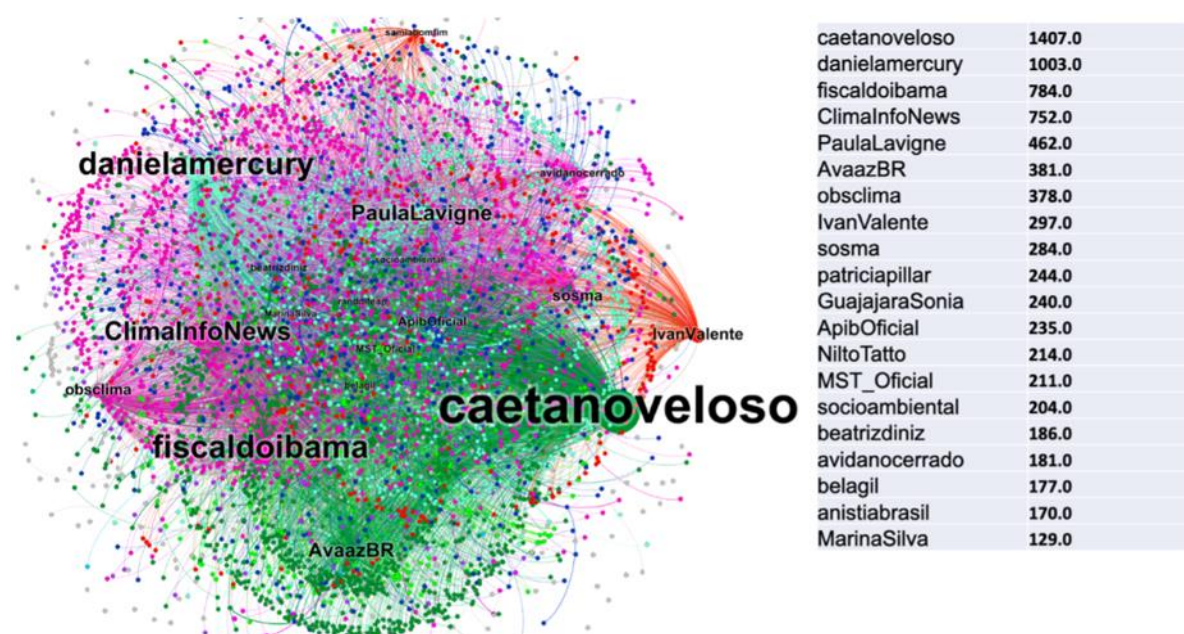 samiabomfim
danielamercury
avidanocerrado
PaulaLavigne
socioambiental
beatrizdiniz
sosma
MarinaSilva
ApibOficial
ClimaInfoNews
IvanValente
MST_Oficial
belagil
obsclima
caetanoveloso
fiscaldoibama
AvaazBR
caetanoveloso 1407.0
danielamercury 1003.0
fiscaldoibama 784.0
ClimaInfoNews 752.0
PaulaLavigne 462.0
AvaazBR 381.0
obsclima 378.0
IvanValente 297.0
sosma 284.0
patriciapillar 244.0
GuajajaraSonia 240.0
ApibOficial 235.0
NiltoTatto 214.0
MST_Oficial 211.0
socioambiental 204.0
beatrizdiniz 186.0
avidanocerrado 181.0
belagil 177.0
anistiabrasil 170.0
MarinaSilva 129.0